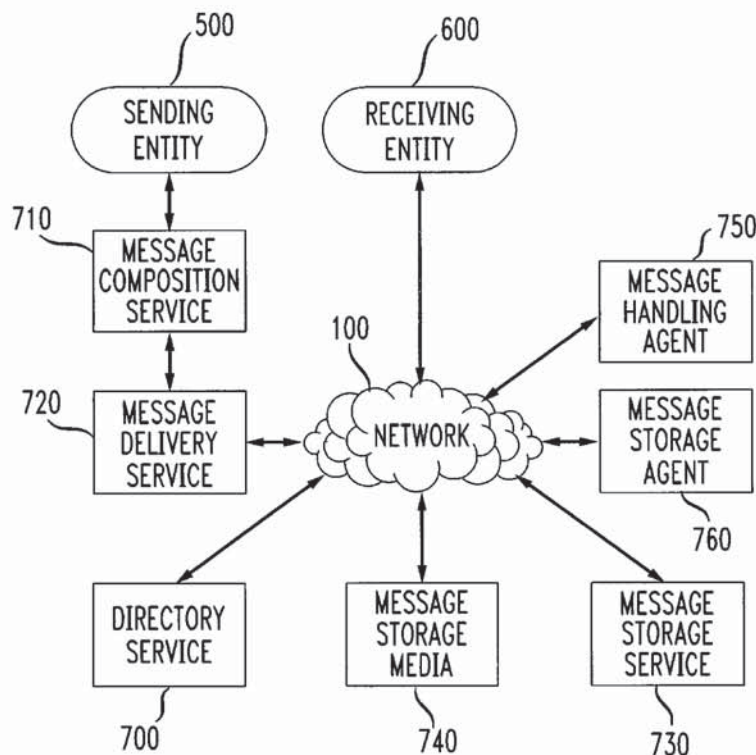 500
600
SENDING
ENTITY
RECEIVING
ENTITY
710
MESSAGE
COMPOSITION
SERVICE
750
MESSAGE
HANDLING
AGENT
100
720
MESSAGE
DELIVERY
SERVICE
NETWORK
MESSAGE
STORAGE
AGENT
760
DIRECTORY
SERVICE
MESSAGE
STORAGE
MEDIA
MESSAGE
STORAGE
SERVICE
700
740
730